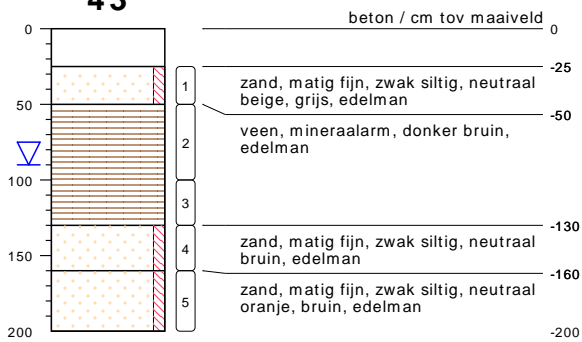 43
beton / cm tov maaiveld
0
0
-25
1
zand, matig fijn, zwak siltig, neutraal
beige, grijs, edelman
50
-50
2
veen, mineraalarm, donker bruin,
edelman
100
3
-130
4
zand, matig fijn, zwak siltig, neutraal
bruin, edelman
150
-160
5
zand, matig fijn, zwak siltig, neutraal
oranje, bruin, edelman
200
-200